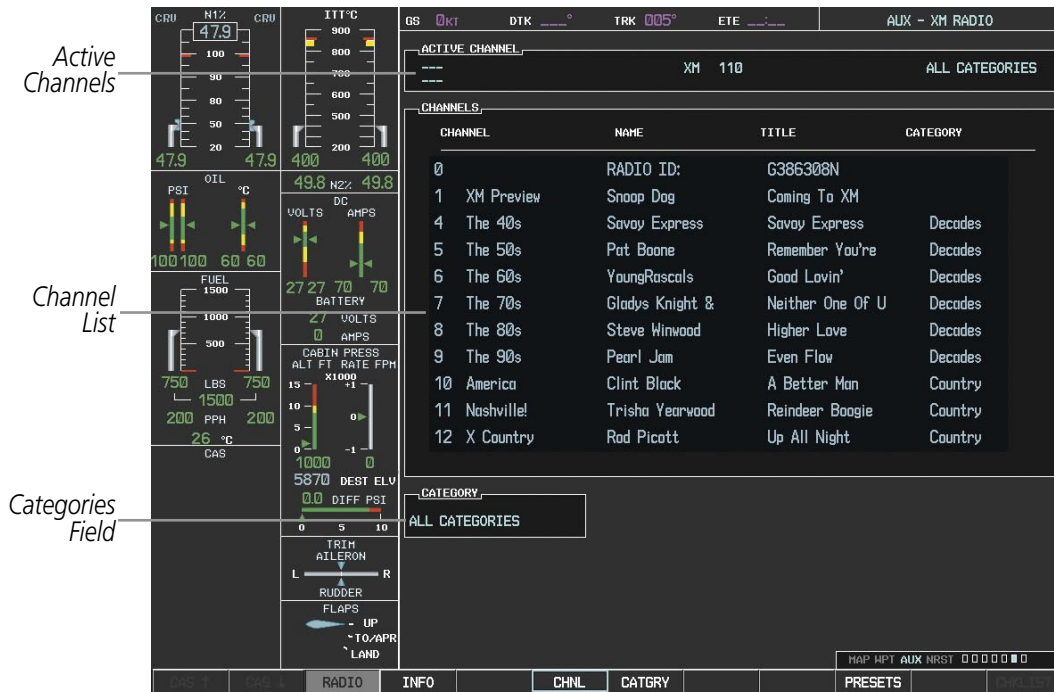 Active
Channels
Channel
List
Categories
Field
CRU N1% CRU
47.9
100
90
80
50
20
47.9 47.9
ITT°C
900
800
700
600
500
200
400 400
OIL
PSI °C
100 100 60 60
49.8 N2% 49.8
DC
VOLTS AMPS
27 27 70 70
BATTERY
27 VOLTS
0 AMPS
FUEL
1500
1000
500
750 LBS 750
1500
200 PPH 200
26 °C
CAS
CABIN PRESS
ALT FT RATE FPM
X1000
15 +1
10
0
5
0 -1
1000 0
5870 DEST ELV
0.0 DIFF PSI
0 5 10
TRIM
AILERON
L R
RUDDER
FLAPS
UP
TO/APR
LAND
GS 0KT DTK ___° TRK 005° ETE __:__ AUX - XM RADIO
ACTIVE CHANNEL
--- XM 110 ALL CATEGORIES
---
CHANNELS
CHANNEL NAME TITLE CATEGORY
0 RADIO ID: G386308N
1 XM Preview Snoop Dog Coming To XM
4 The 40s Savoy Express Savoy Express Decades
5 The 50s Pat Boone Remember You're Decades
6 The 60s YoungRascals Good Lovin' Decades
7 The 70s Gladys Knight & Neither One Of U Decades
8 The 80s Steve Winwood Higher Love Decades
9 The 90s Pearl Jam Even Flow Decades
10 America Clint Black A Better Man Country
11 Nashville! Trisha Yearwood Reindeer Boogie Country
12 X Country Rod Picott Up All Night Country
CATEGORY
ALL CATEGORIES
MAP WPT AUX NRST
CAS ↑ CAS ↓ RADIO INFO CHNL CATGRY PRESETS CHKLIST